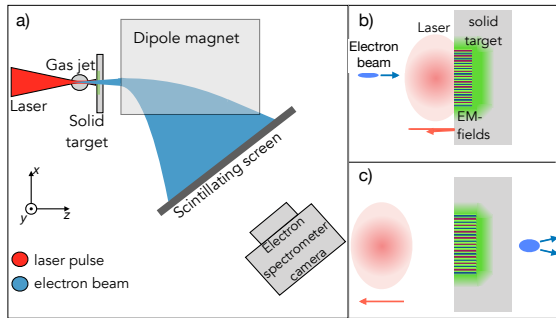 a)
Dipole magnet
Gas jet
Laser
Solid
target
Scintillating screen
x
y
z
Electron
spectrometer
camera
laser pulse
electron beam
b)
Laser
solid
target
Electron
beam
EM-
fields
c)